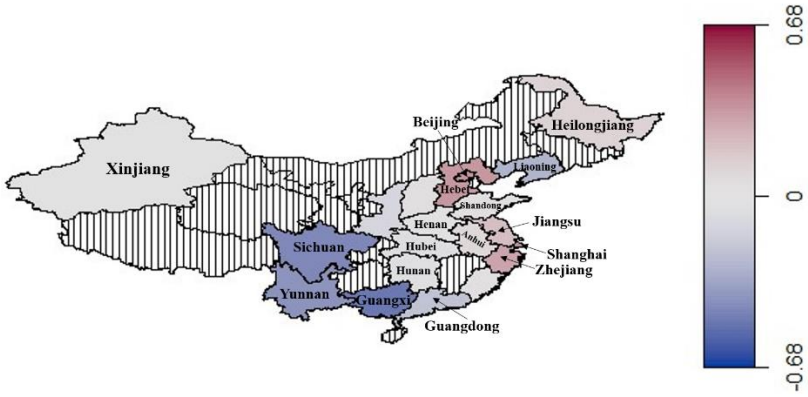 0.68
Beijing
Heilongjiang
Xinjiang
Liaoning
Hebei
0
Shandong
Henan
Jiangsu
Anhui
Sichuan
Hubei
Shanghai
Zhejiang
Hunan
Yunnan
Guangxi
Guangdong
-0.68